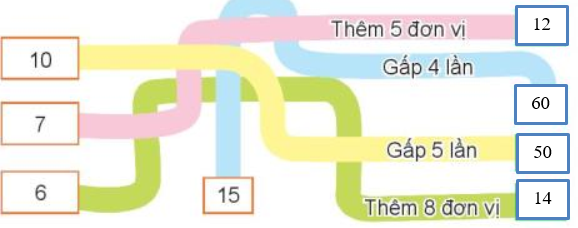 Thêm 5 đơn vị
12
10
Gấp 4 lần
60
7
Gấp 5 lần
50
6
15
Thêm 8 đơn vị
14